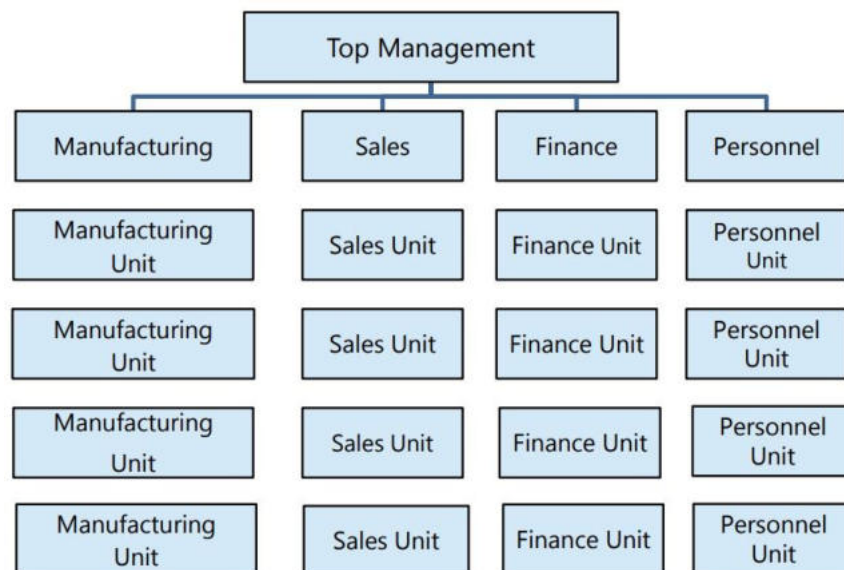 Top Management
Manufacturing
Sales
Finance
Personnel
Manufacturing
Unit
Sales Unit
Finance Unit
Personnel
Unit
Manufacturing
Unit
Sales Unit
Finance Unit
Personnel
Unit
Manufacturing
Unit
Sales Unit
Finance Unit
Personnel
Unit
Manufacturing
Unit
Sales Unit
Finance Unit
Personnel
Unit